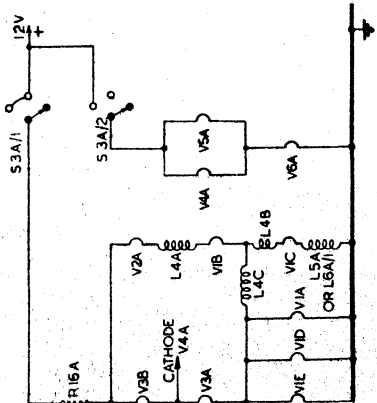 12V
+
S3A/1
S3A/2
V5A
V4A
V6A
R16A
V2A
L4A
V1B
L4B
V1C
L5A
OR L6A/1
L4C
V3B
CATHODE
V4A
V3A
V1A
V1D
V1E